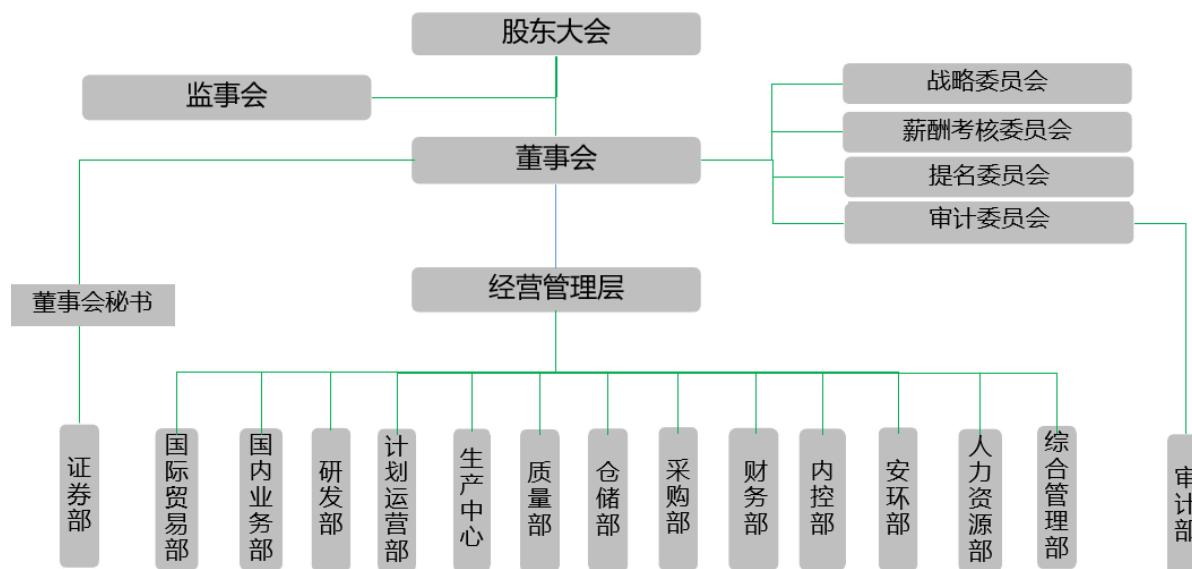 股东大会
监事会
战略委员会
薪酬考核委员会
董事会
提名委员会
审计委员会
经营管理层
董事会秘书
证券部
国际贸易部
国内业务部
研发部
计划运营部
生产中心
质量部
仓储部
采购部
财务部
内控部
安环部
人力资源部
综合管理部
审计部